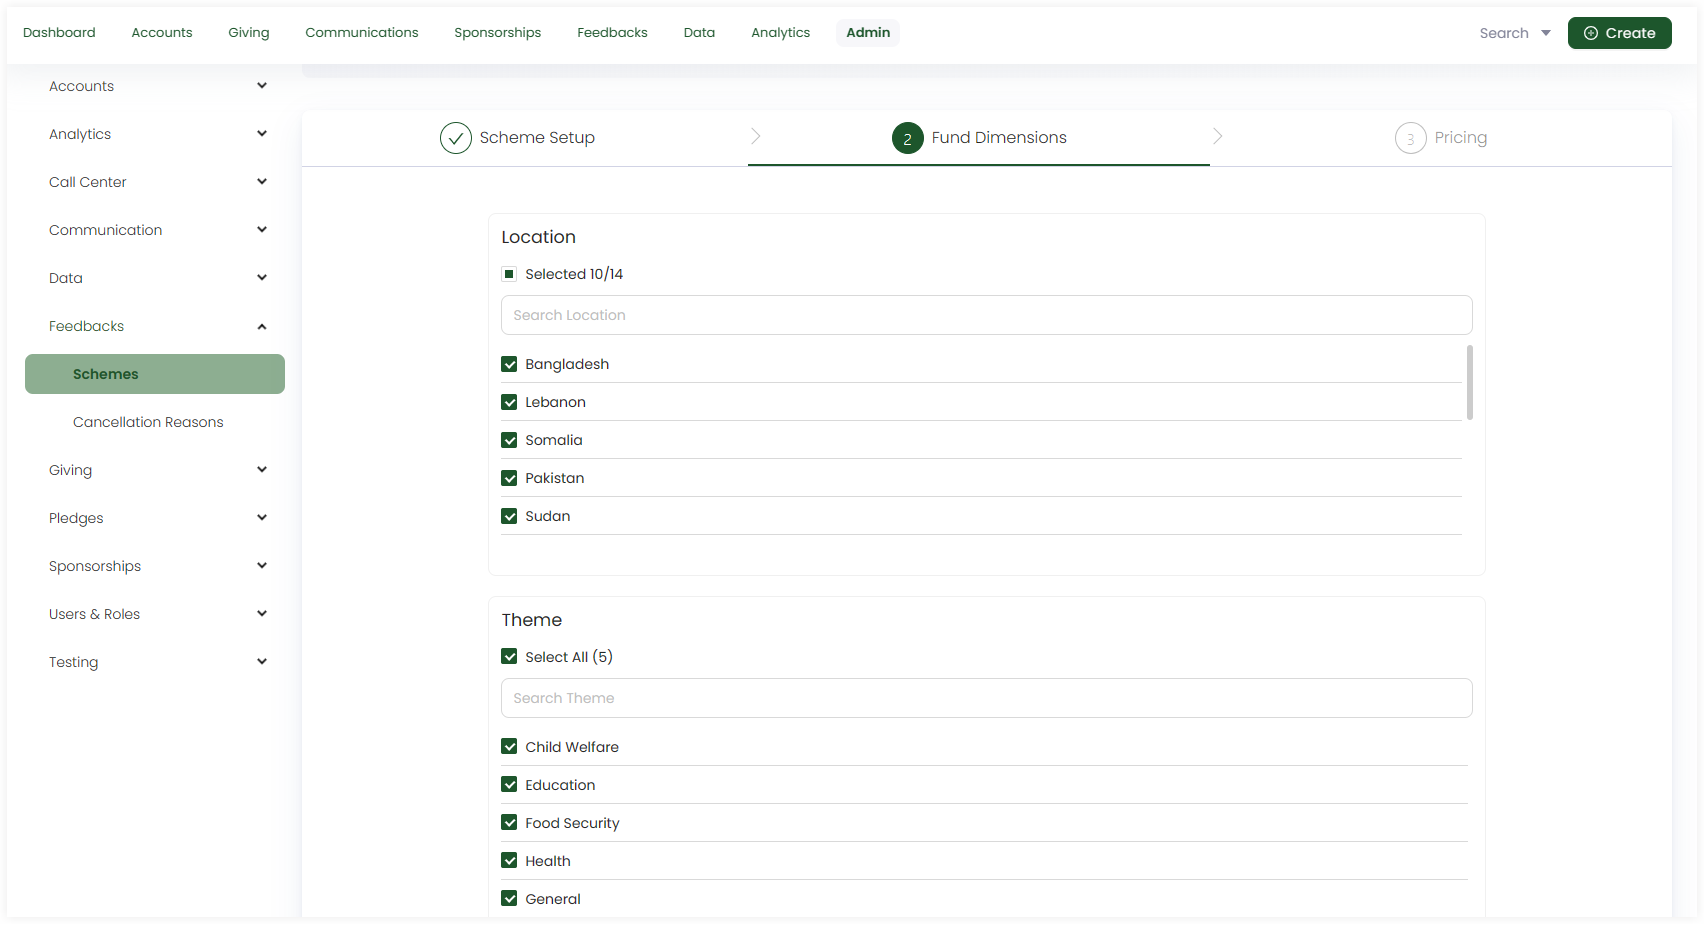 Dashboard Accounts Giving Communications Sponsorships Feedbacks Data Analytics Admin Search Create
Accounts
Analytics
Call Center
Communication
Data
Feedbacks
Schemes
Cancellation Reasons
Giving
Pledges
Sponsorships
Users & Roles
Testing
Scheme Setup 2 Fund Dimensions 3 Pricing
Location
Selected 10/14
Search Location
Bangladesh
Lebanon
Somalia
Pakistan
Sudan
Theme
Select All (5)
Search Theme
Child Welfare
Education
Food Security
Health
General